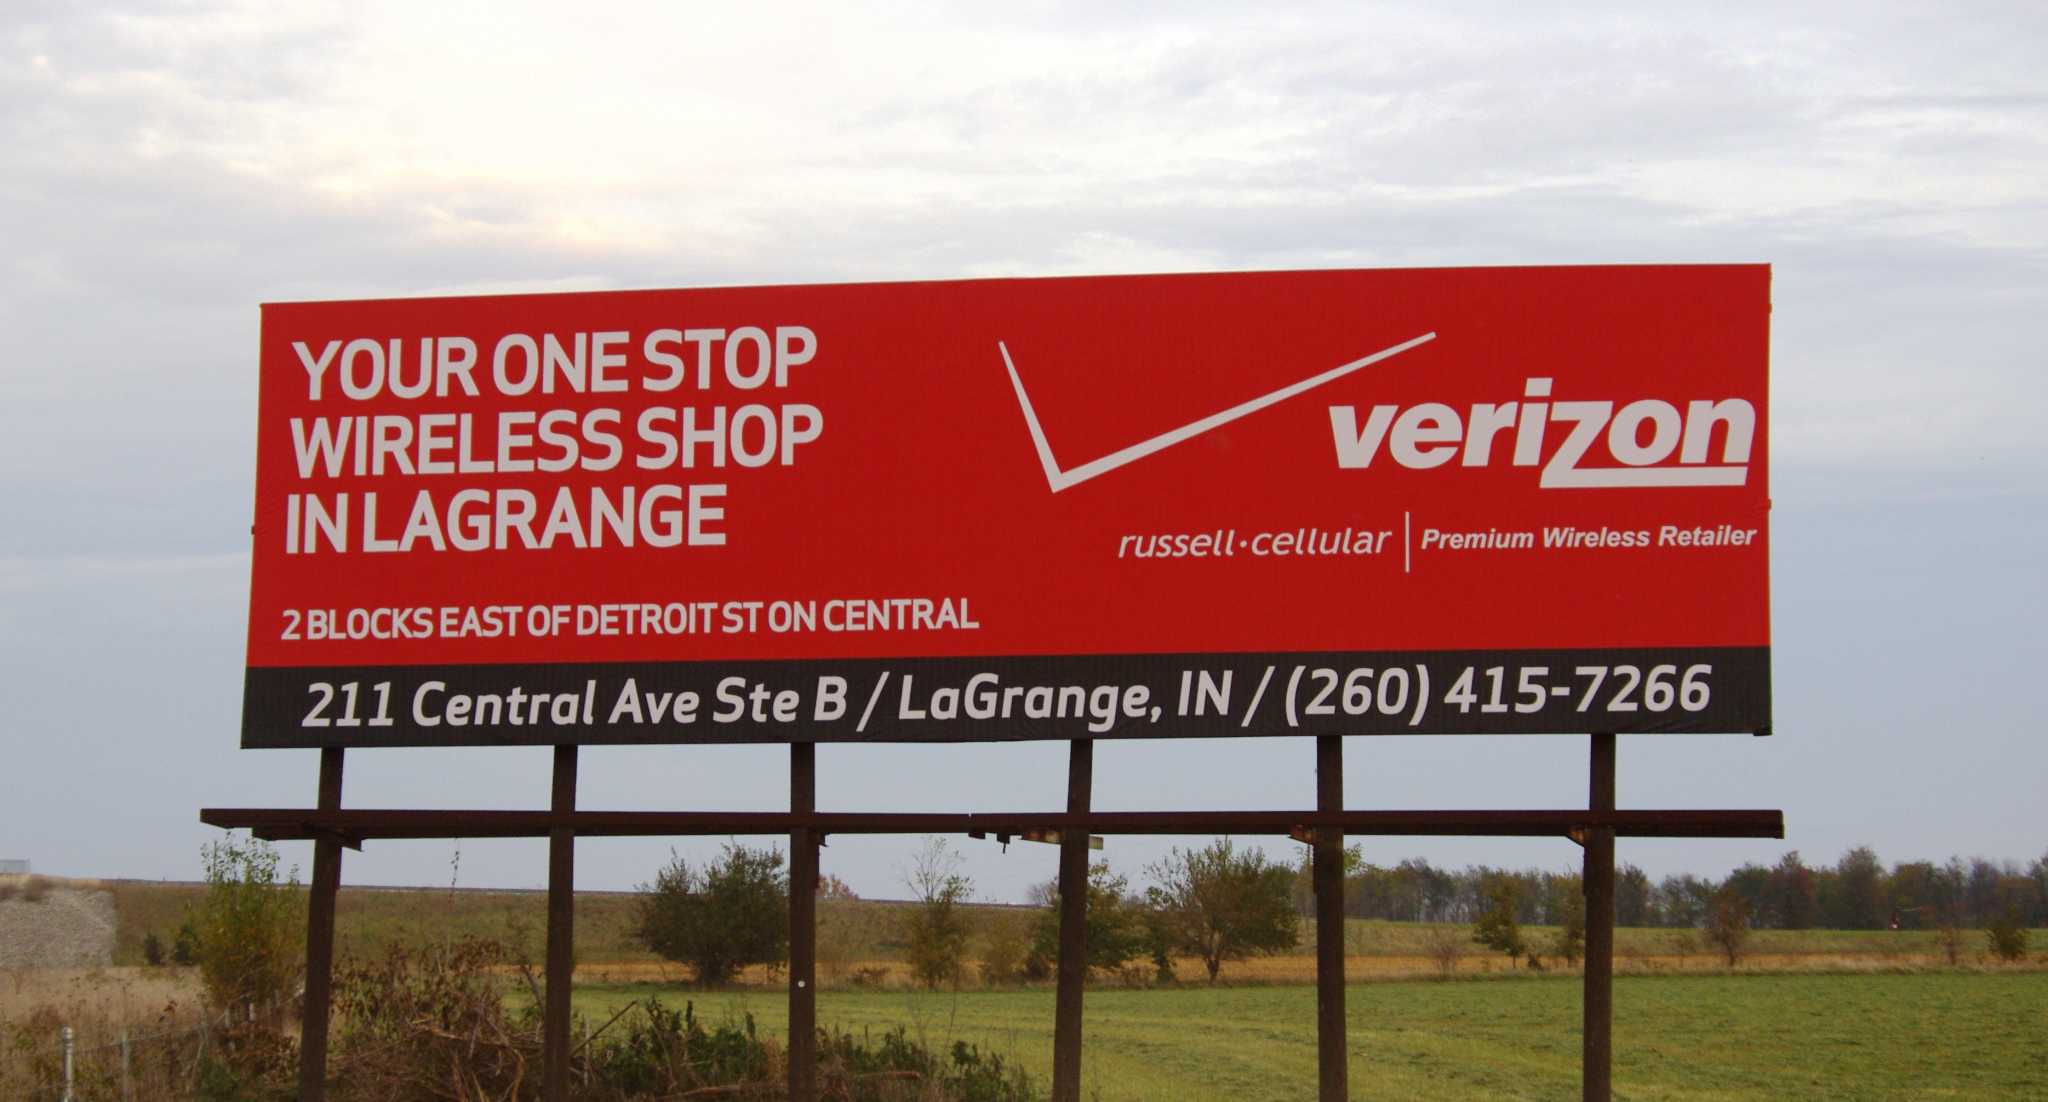 YOUR ONE STOP
WIRELESS SHOP
IN LAGRANGE
2 BLOCKS EAST OF DETROIT ST ON CENTRAL
verizon
russell·cellular | Premium Wireless Retailer
211 Central Ave Ste B / LaGrange, IN / (260) 415-7266